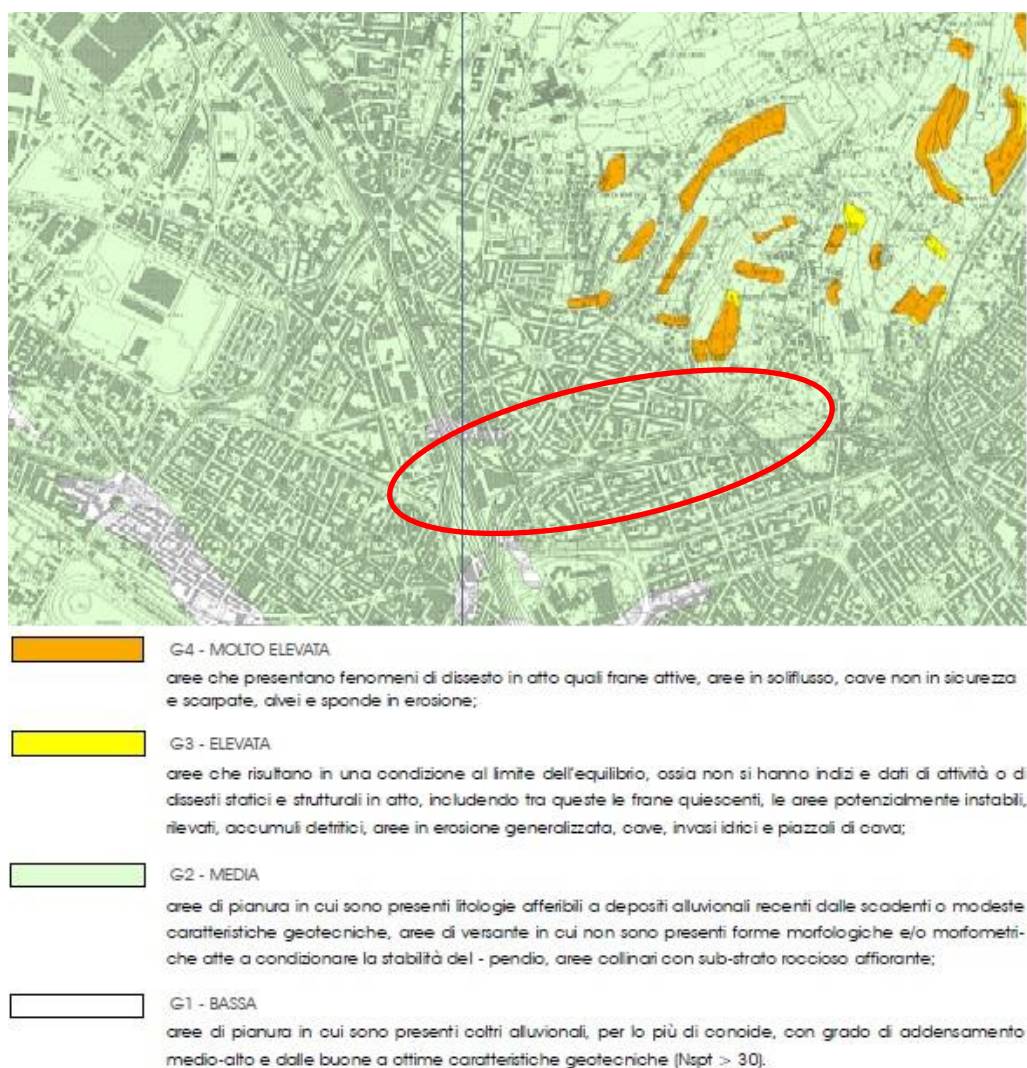 G4 - MOLTO ELEVATA
aree che presentano fenomeni di dissesto in atto quali frane attive, aree in soliflusso, cave non in sicurezza
e scarpate, alvei e sponde in erosione;
G3 - ELEVATA
aree che risultano in una condizione al limite dell'equilibrio, ossia non si hanno indizi e dati di attività o di
dissesti statici e strutturali in atto, includendo tra queste le frane quiescenti, le aree potenzialmente instabili,
rilevati, accumuli detritici, aree in erosione generalizzata, cave, invasi idrici e piazzali di cava;
G2 - MEDIA
aree di pianura in cui sono presenti litologie afferibili a depositi alluvionali recenti dalle scadenti o modeste
caratteristiche geotecniche, aree di versante in cui non sono presenti forme morfologiche e/o morfometri-
che atte a condizionare la stabilità del - pendio, aree collinari con sub-strato roccioso affiorante;
G1 - BASSA
aree di pianura in cui sono presenti coltri alluvionali, per lo più di conoide, con grado di addensamento
medio-alto e dalle buone a ottime caratteristiche geotecniche (Nspt > 30).